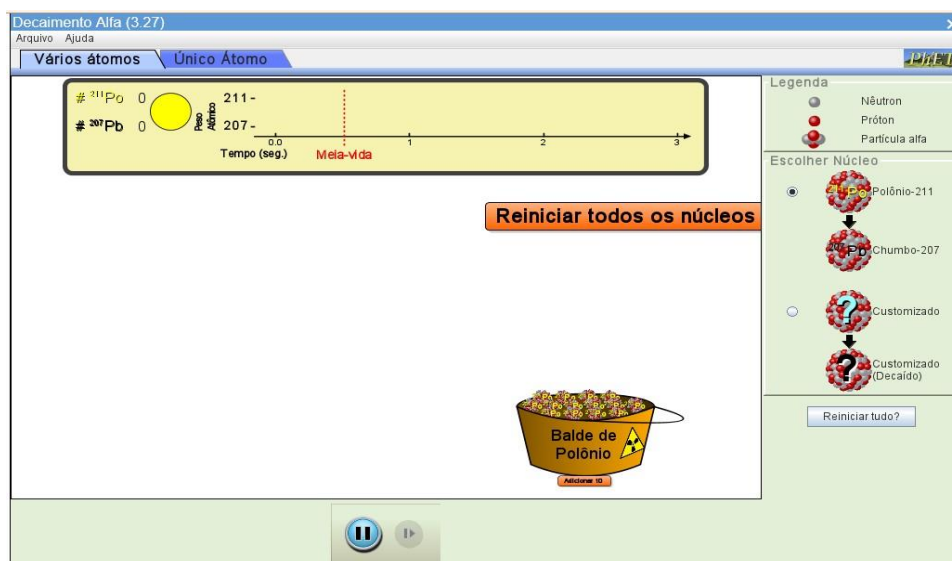 Decaimento Alfa (3.27)
Arquivo Ajuda
Vários átomos Único Átomo
PhET
# ²¹¹Po 0
# ²⁰⁷Pb 0
Peso Atômico
211
207
0.0 1 2 3
Tempo (seg.) Meia-vida
Reiniciar todos os núcleos
Balde de
Polônio
Adicionar 10
Legenda
Nêutron
Próton
Partícula alfa
Escolher Núcleo
²¹¹Po Polônio-211
²⁰⁷Pb Chumbo-207
? Customizado
? Customizado
(Decaído)
Reiniciar tudo?